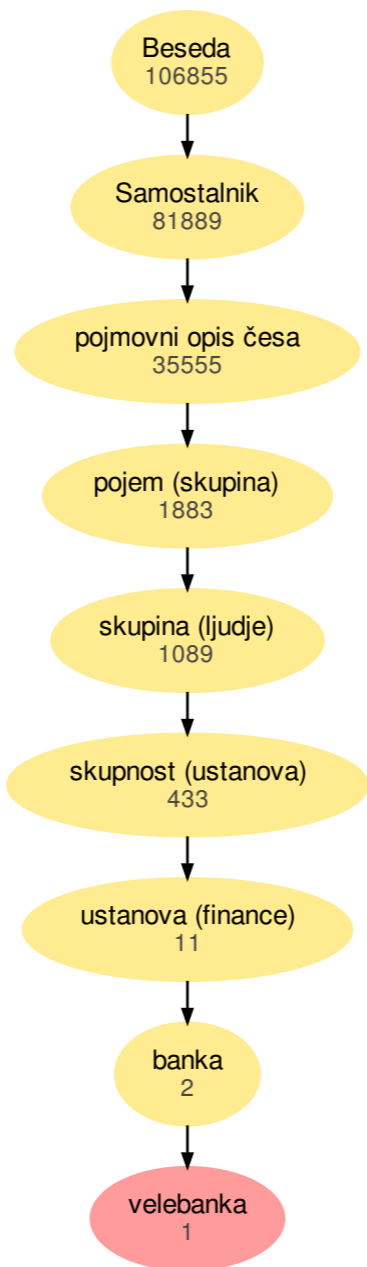 Beseda
106855
Samostalnik
81889
pojmovni opis česa
35555
pojem (skupina)
1883
skupina (ljudje)
1089
skupnost (ustanova)
433
ustanova (finance)
11
banka
2
velebanka
1